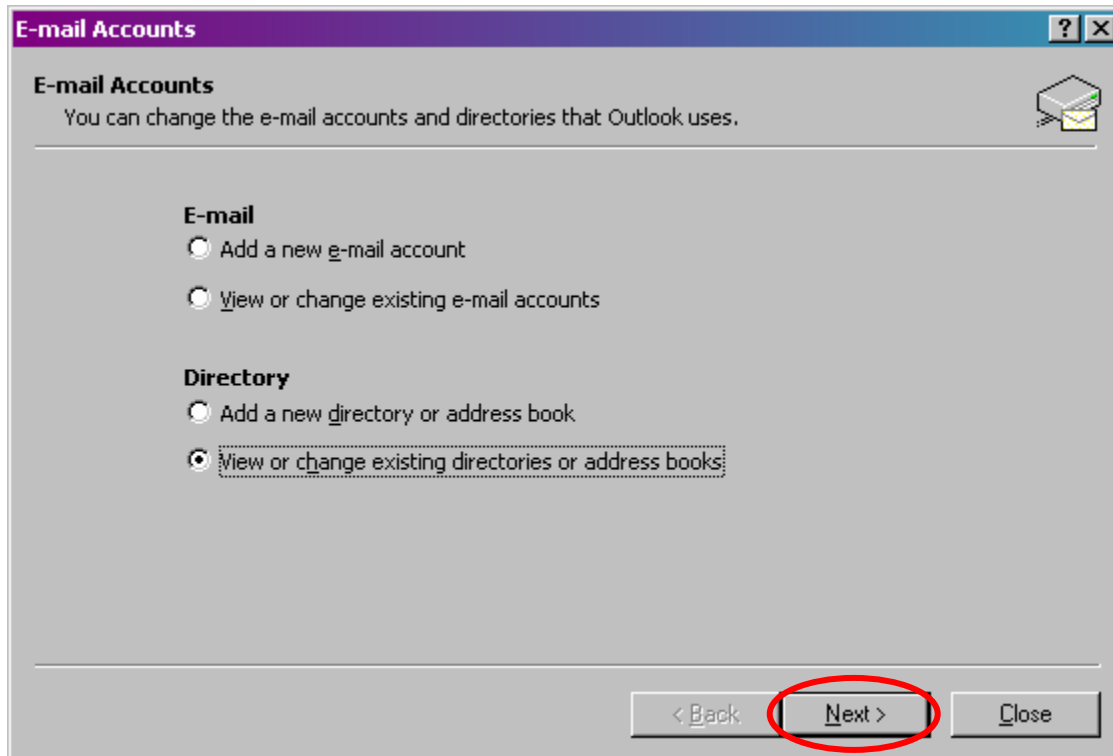 E-mail Accounts
E-mail Accounts
You can change the e-mail accounts and directories that Outlook uses.
E-mail
Add a new e-mail account
View or change existing e-mail accounts
Directory
Add a new directory or address book
View or change existing directories or address books
< Back Next > Close